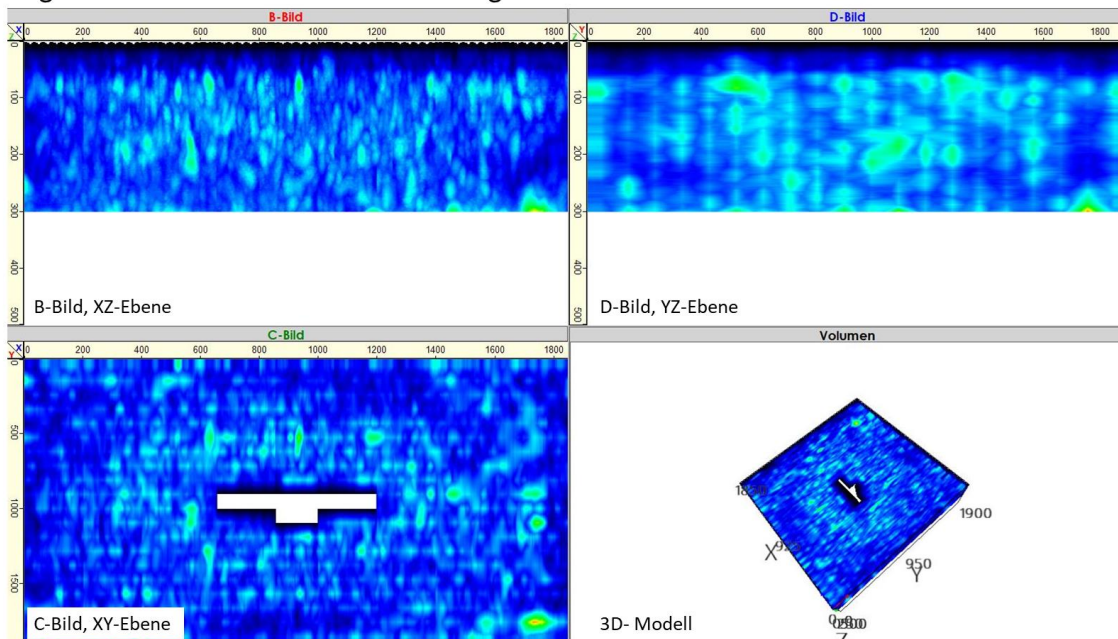 B-Bild
D-Bild
X 0 200 400 600 800 1000 1200 1400 1600 1800
Z 0 100 200 300 400 500
B-Bild, XZ-Ebene
Y 0 200 400 600 800 1000 1200 1400 1600 1800
Z 0 100 200 300 400 500
D-Bild, YZ-Ebene
C-Bild
Volumen
X 0 200 400 600 800 1000 1200 1400 1600 1800
Y 0 500 1000 1500
C-Bild, XY-Ebene
1900
X
950
Y
Z
3D- Modell